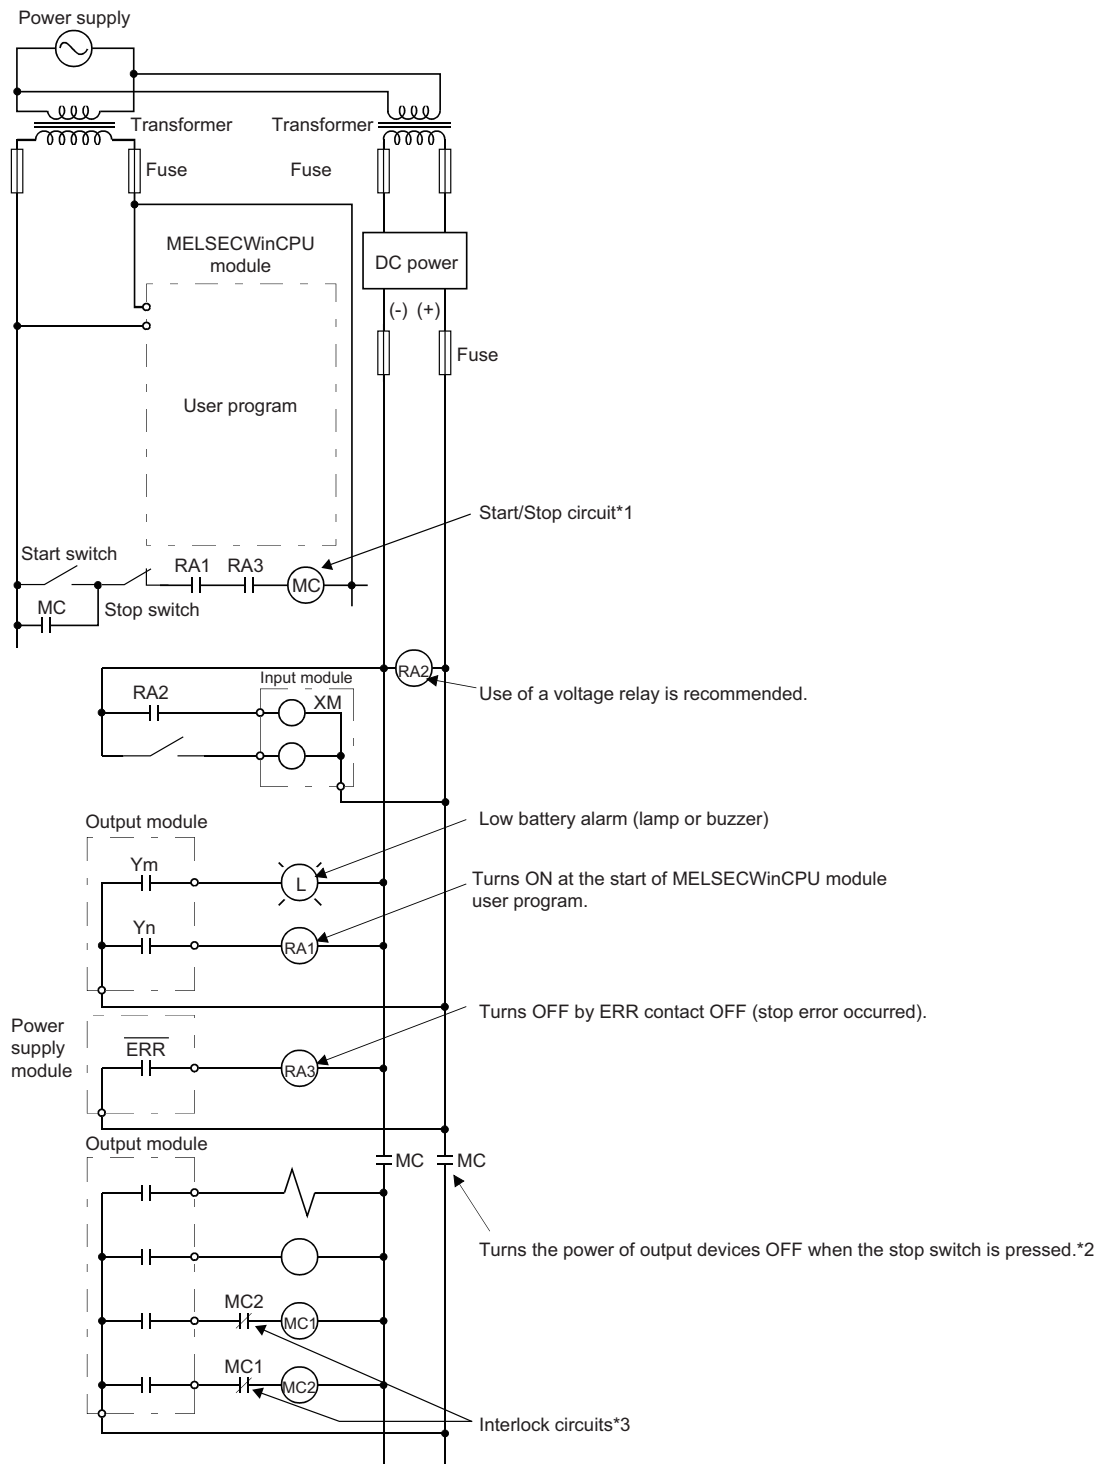 Power supply
Transformer
Transformer
Fuse
Fuse
MELSECWinCPU
module
DC power
(-) (+)
Fuse
User program
Start/Stop circuit*1
Start switch
RA1
RA3
MC
MC
Stop switch
RA2
Input module
Use of a voltage relay is recommended.
RA2
XM
Output module
Low battery alarm (lamp or buzzer)
Ym
L
Turns ON at the start of MELSECWinCPU module
user program.
Yn
RA1
Power
supply
module
Turns OFF by ERR contact OFF (stop error occurred).
ERR
RA3
Output module
MC
MC
Turns the power of output devices OFF when the stop switch is pressed.*2
MC2
MC1
MC1
MC2
Interlock circuits*3